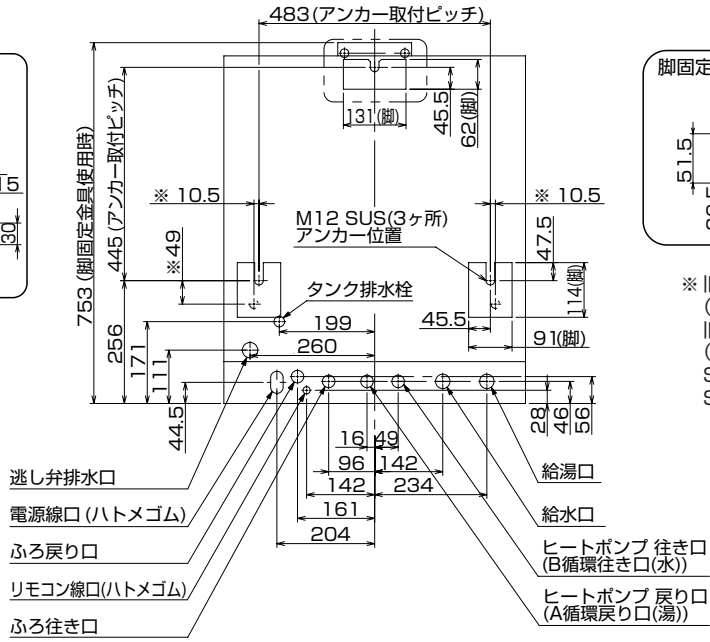 483(アンカー取付ピッチ)
753 (脚固定金具使用時)
445 (アンカー取付ピッチ)
131(脚)
45.5
62(脚)
脚固定
51.5
15
30
※ 10.5
※ 10.5
※49
M12 SUS(3ヶ所)
アンカー位置
47.5
114(脚)
タンク排水栓
199
260
45.5
91(脚)
256
171
111
44.5
28
46
56
16
49
96
142
142
234
161
204
※
(
(
S
S
逃し弁排水口
電源線口 (ハトメゴム)
ふろ戻り口
リモコン線口(ハトメゴム)
ふろ往き口
給湯口
給水口
ヒートポンプ 往き口
(B循環往き口(水))
ヒートポンプ 戻り口
(A循環戻り口(湯))